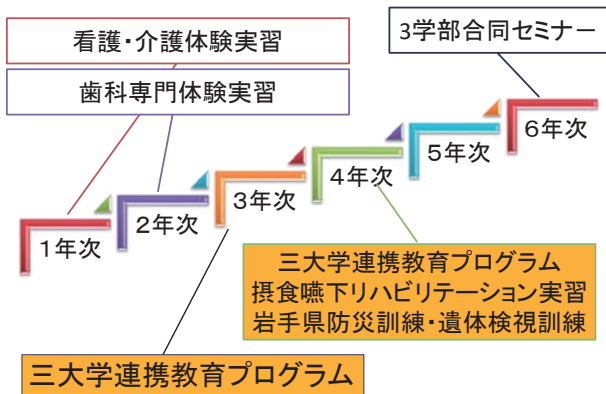 看護・介護体験実習
歯科専門体験実習
3学部合同セミナー
1年次
2年次
3年次
4年次
5年次
6年次
三大学連携教育プログラム
摂食嚥下リハビリテーション実習
岩手県防災訓練・遺体検視訓練
三大学連携教育プログラム